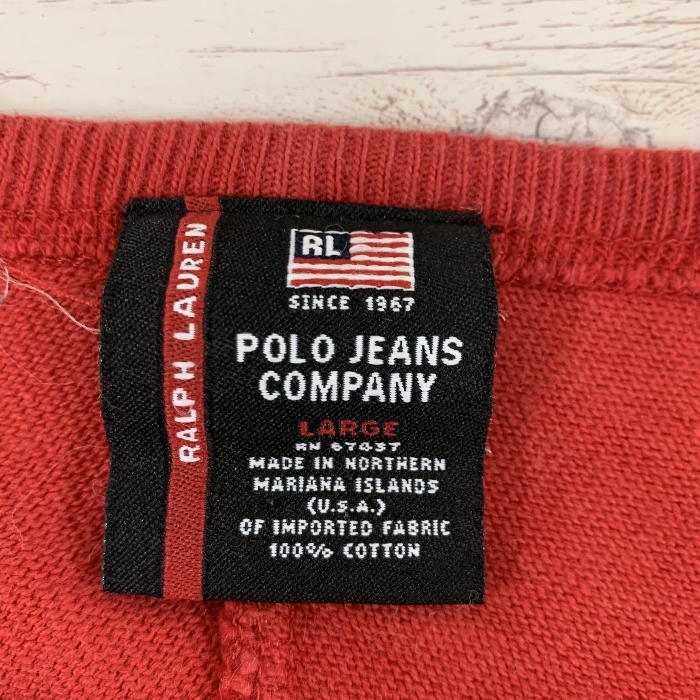 RALPH LAUREN
RL
SINCE 1967
POLO JEANS
COMPANY
LARGE
RN 67637
MADE IN NORTHERN
MARIANA ISLANDS
(U.S.A.)
OF IMPORTED FABRIC
100% COTTON